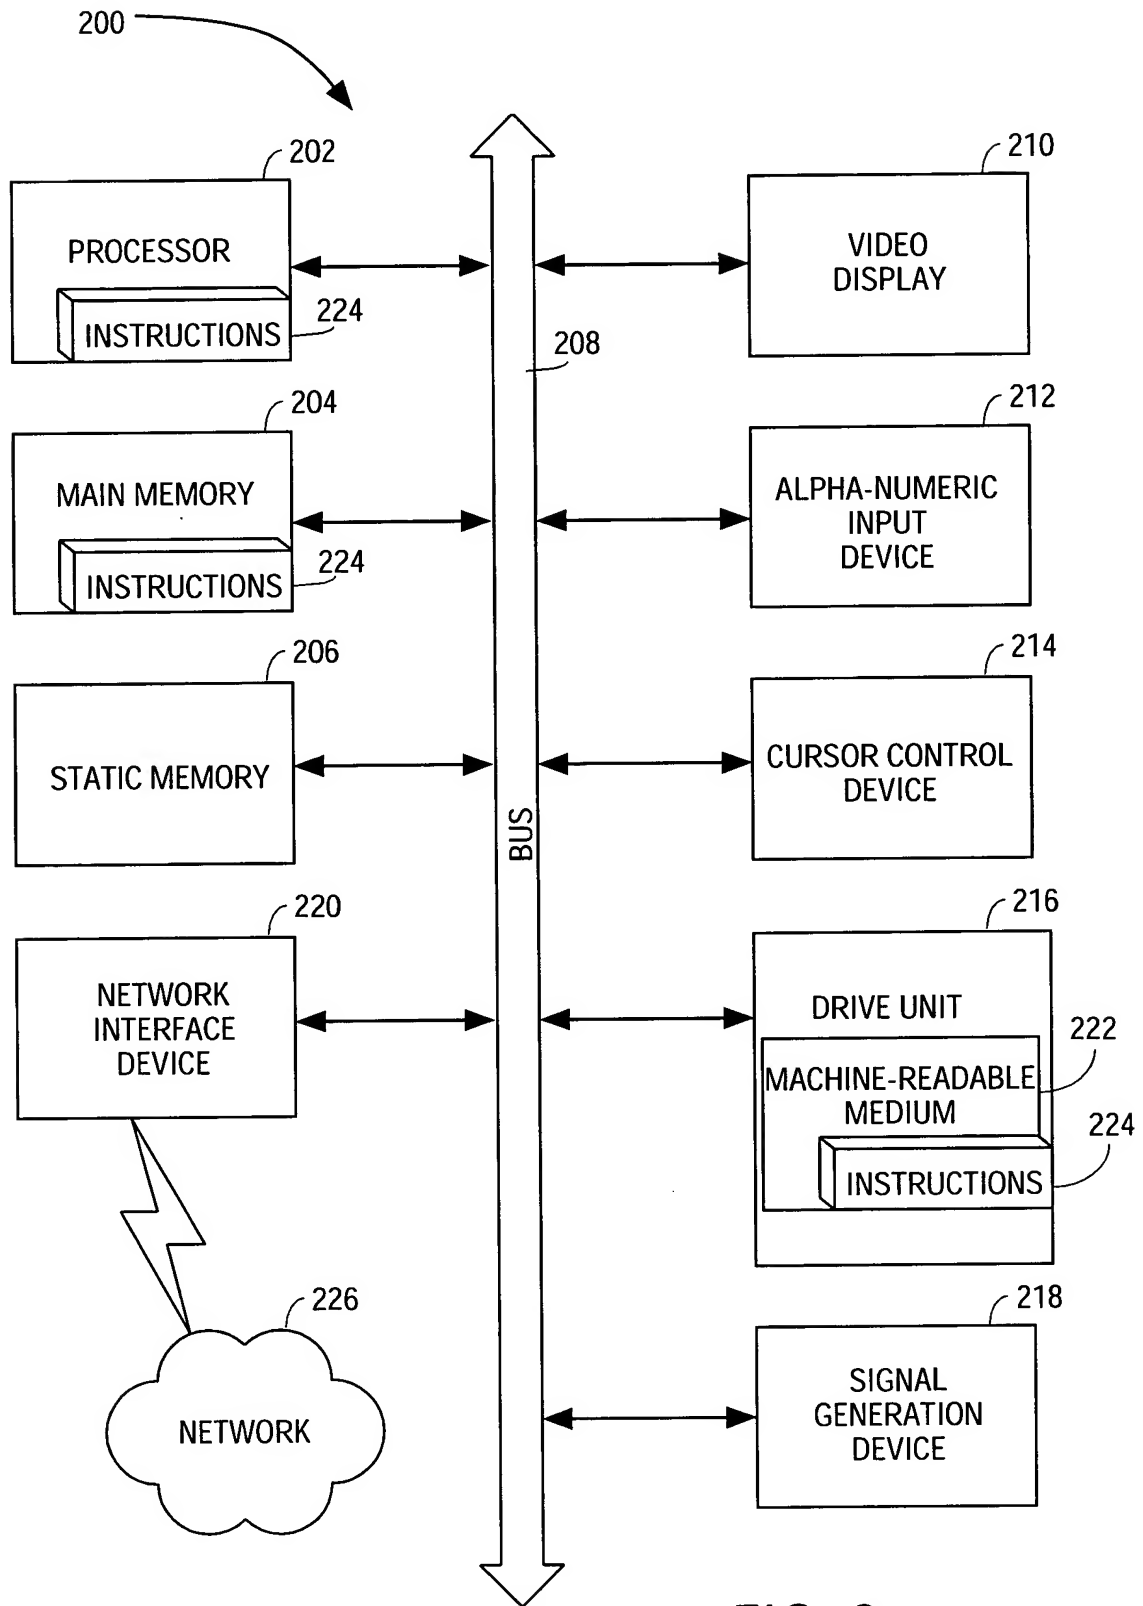 200
202
PROCESSOR
INSTRUCTIONS
224
204
MAIN MEMORY
INSTRUCTIONS
224
206
STATIC MEMORY
220
NETWORK
INTERFACE
DEVICE
226
NETWORK
208
BUS
210
VIDEO
DISPLAY
212
ALPHA-NUMERIC
INPUT
DEVICE
214
CURSOR CONTROL
DEVICE
216
DRIVE UNIT
222
MACHINE-READABLE
MEDIUM
224
INSTRUCTIONS
218
SIGNAL
GENERATION
DEVICE